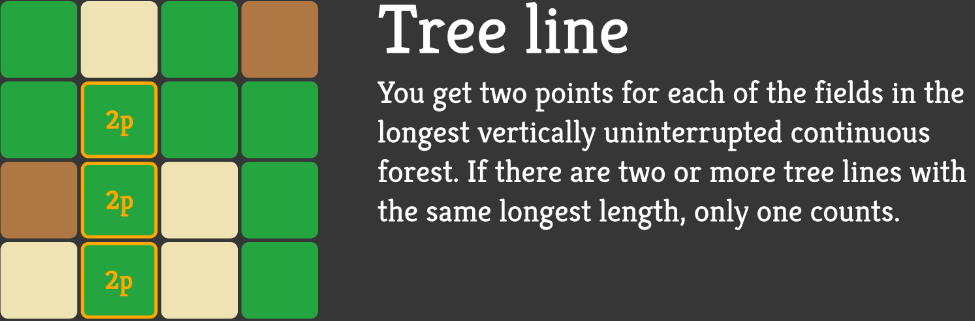 Tree line
You get two points for each of the fields in the
longest vertically uninterrupted continuous
forest. If there are two or more tree lines with
the same longest length, only one counts.
2p
2p
2p